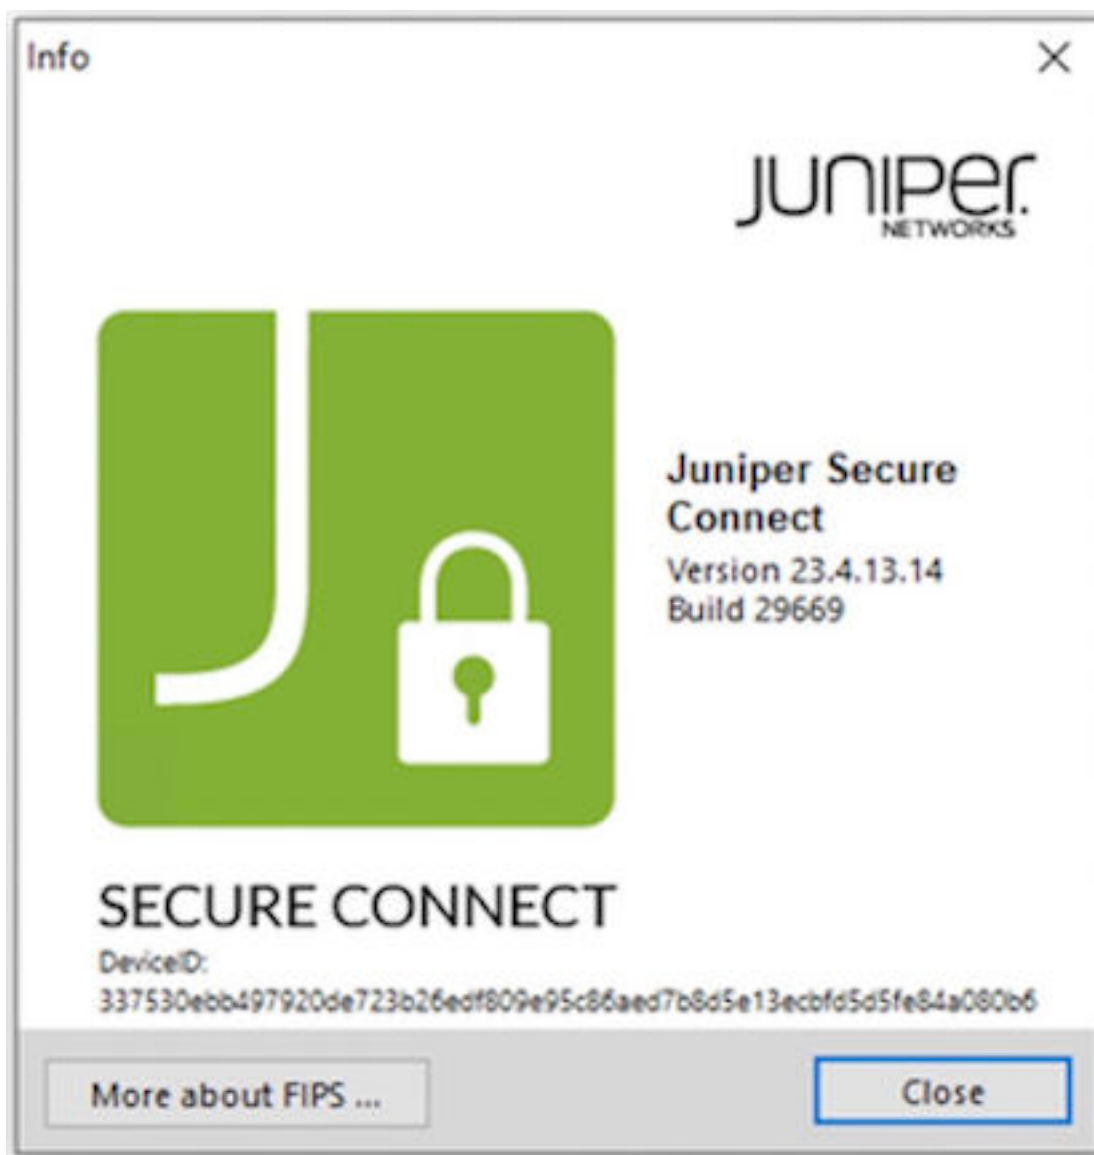 Info
JUNIPER
NETWORKS
Juniper Secure
Connect
Version 23.4.13.14
Build 29669
SECURE CONNECT
DeviceID:
337530ebb497920de723b26edf809e95c86aed7b8d5e13ecbfd5d5fe84a080b6
More about FIPS ...
Close